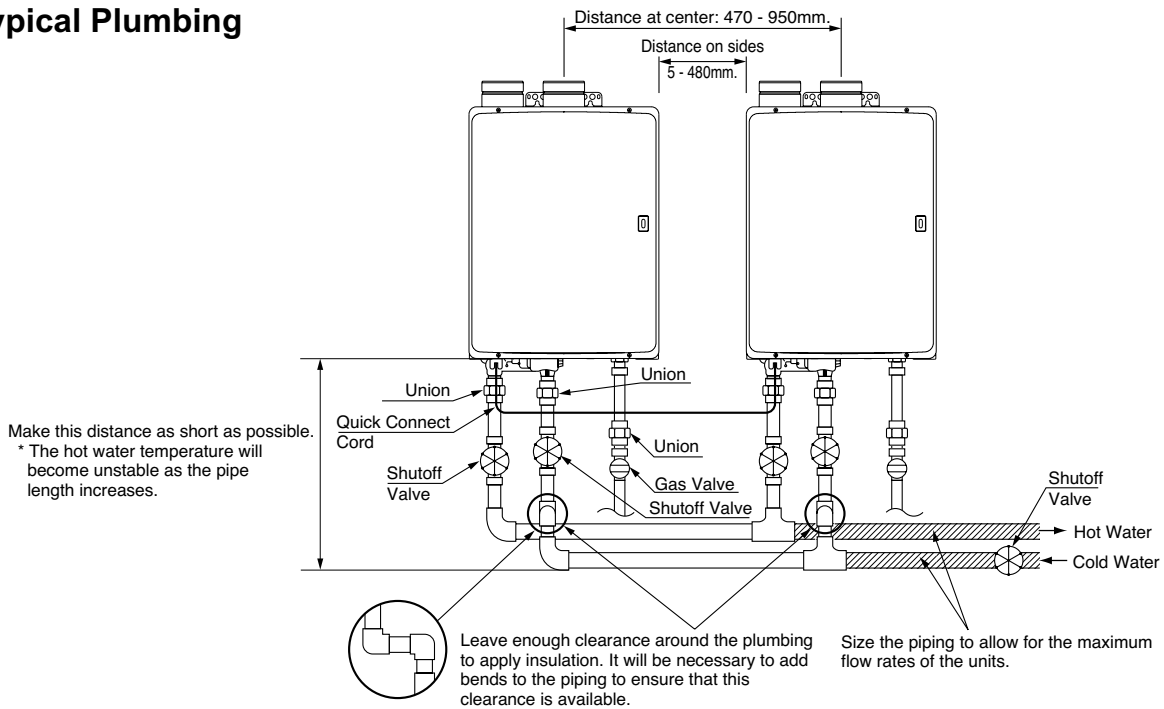 ypical Plumbing
Distance at center: 470 - 950mm.
Distance on sides
5 - 480mm.
Union
Union
Quick Connect
Cord
Union
Make this distance as short as possible.
* The hot water temperature will
become unstable as the pipe
length increases.
Shutoff
Valve
Gas Valve
Shutoff Valve
Shutoff
Valve
Hot Water
Cold Water
Leave enough clearance around the plumbing
to apply insulation. It will be necessary to add
bends to the piping to ensure that this
clearance is available.
Size the piping to allow for the maximum
flow rates of the units.